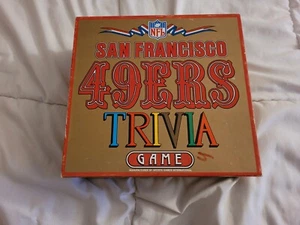 NFL
SAN FRANCISCO
49ERS
TRIVIA
GAME